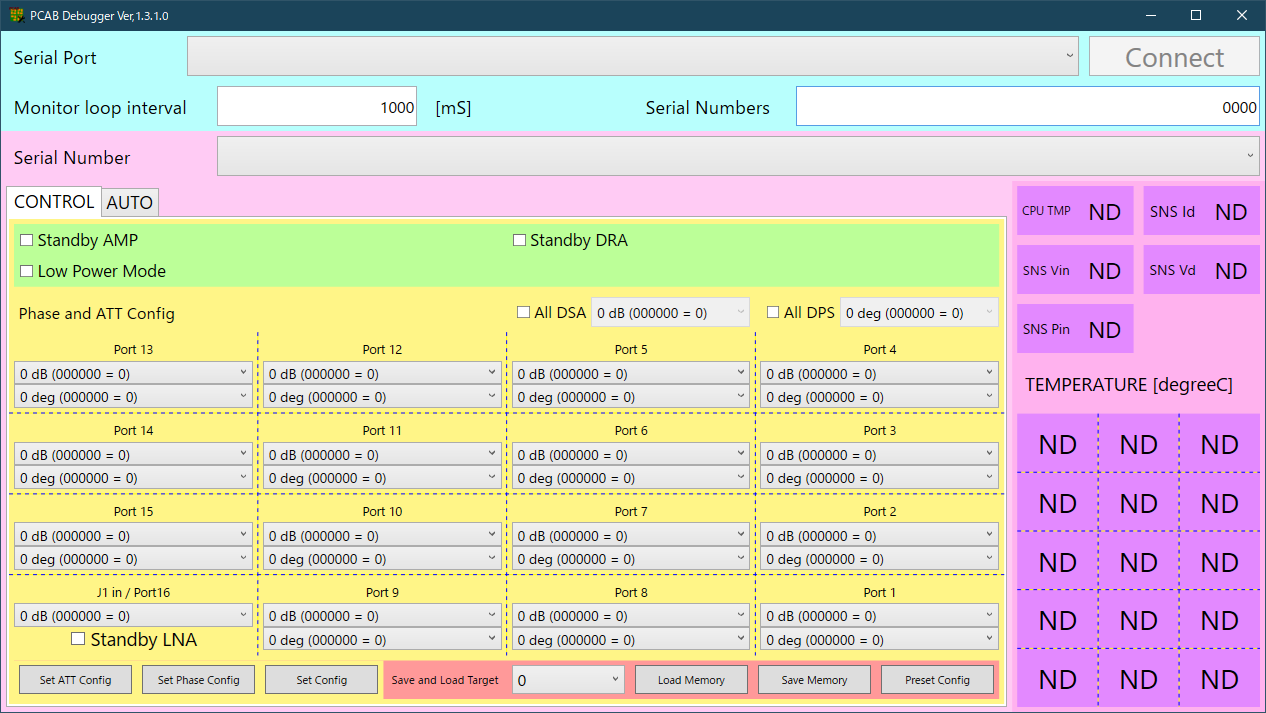 PCAB Debugger Ver,1.3.1.0
Serial Port
Connect
Monitor loop interval 1000 [mS] Serial Numbers 0000
Serial Number
CONTROL AUTO
Standby AMP Standby DRA
Low Power Mode
Phase and ATT Config All DSA 0 dB (000000 = 0) All DPS 0 deg (000000 = 0)
Port 13 Port 12 Port 5 Port 4
0 dB (000000 = 0) 0 dB (000000 = 0) 0 dB (000000 = 0) 0 dB (000000 = 0)
0 deg (000000 = 0) 0 deg (000000 = 0) 0 deg (000000 = 0) 0 deg (000000 = 0)
Port 14 Port 11 Port 6 Port 3
0 dB (000000 = 0) 0 dB (000000 = 0) 0 dB (000000 = 0) 0 dB (000000 = 0)
0 deg (000000 = 0) 0 deg (000000 = 0) 0 deg (000000 = 0) 0 deg (000000 = 0)
Port 15 Port 10 Port 7 Port 2
0 dB (000000 = 0) 0 dB (000000 = 0) 0 dB (000000 = 0) 0 dB (000000 = 0)
0 deg (000000 = 0) 0 deg (000000 = 0) 0 deg (000000 = 0) 0 deg (000000 = 0)
J1 in / Port16 Port 9 Port 8 Port 1
0 dB (000000 = 0) 0 dB (000000 = 0) 0 dB (000000 = 0) 0 dB (000000 = 0)
Standby LNA 0 deg (000000 = 0) 0 deg (000000 = 0) 0 deg (000000 = 0)
Set ATT Config Set Phase Config Set Config Save and Load Target 0 Load Memory Save Memory Preset Config
CPU TMP ND SNS Id ND
SNS Vin ND SNS Vd ND
SNS Pin ND
TEMPERATURE [degreeC]
ND ND ND
ND ND ND
ND ND ND
ND ND ND
ND ND ND